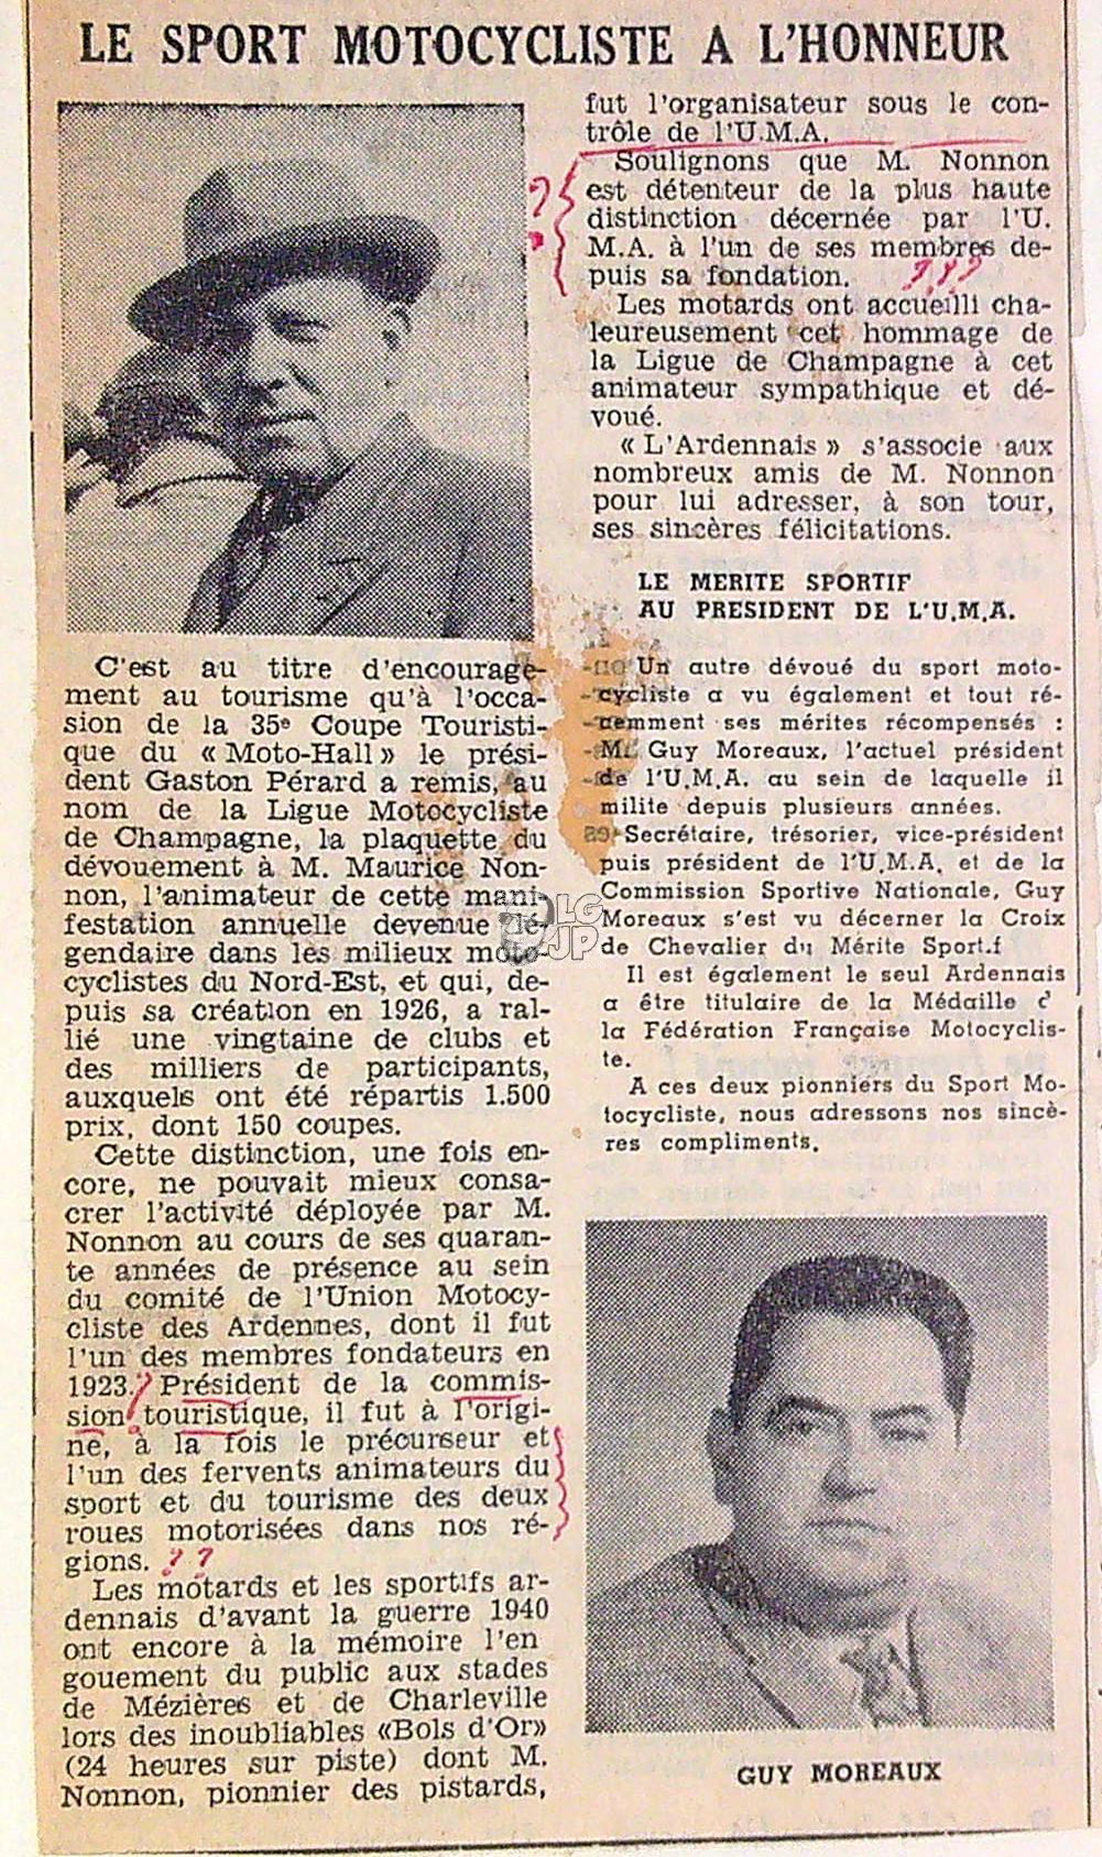 LE SPORT MOTOCYCLISTE A L'HONNEUR
C'est au titre d'encourage-
ment au tourisme qu'à l'occa-
sion de la 35e Coupe Touristi-
que du « Moto-Hall » le prési-
dent Gaston Pérard a remis, au
nom de la Ligue Motocycliste
de Champagne, la plaquette du
dévouement à M. Maurice Non-
non, l'animateur de cette mani-
festation annuelle devenue lé-
gendaire dans les milieux moto-
cyclistes du Nord-Est, et qui, de-
puis sa création en 1926, a ral-
lié une vingtaine de clubs et
des milliers de participants,
auxquels ont été répartis 1.500
prix, dont 150 coupes.
Cette distinction, une fois en-
core, ne pouvait mieux consa-
crer l'activité déployée par M.
Nonnon au cours de ses quaran-
te années de présence au sein
du comité de l'Union Motocy-
cliste des Ardennes, dont il fut
l'un des membres fondateurs en
1923. ? Président de la commis-
sion touristique, il fut à l'origi-
ne, à la fois le précurseur et
l'un des fervents animateurs du
sport et du tourisme des deux
roues motorisées dans nos ré-
gions. ? ?
Les motards et les sportifs ar-
dennais d'avant la guerre 1940
ont encore à la mémoire l'en
gouement du public aux stades
de Mézières et de Charleville
lors des inoubliables «Bols d'Or»
(24 heures sur piste) dont M.
Nonnon, pionnier des pistards,
fut l'organisateur sous le con-
trôle de l'U.M.A.
? Soulignons que M. Nonnon
est détenteur de la plus haute
distinction décernée par l'U.
M.A. à l'un de ses membres de-
puis sa fondation. ? ? ?
Les motards ont accueilli cha-
leureusement cet hommage de
la Ligue de Champagne à cet
animateur sympathique et dé-
voué.
« L'Ardennais » s'associe aux
nombreux amis de M. Nonnon
pour lui adresser, à son tour,
ses sincères félicitations.
LE MERITE SPORTIF
AU PRESIDENT DE L'U.M.A.
Un autre dévoué du sport moto-
cycliste a vu également et tout ré-
cemment ses mérites récompensés :
M. Guy Moreaux, l'actuel président
de l'U.M.A. au sein de laquelle il
milite depuis plusieurs années.
Secrétaire, trésorier, vice-président
puis président de l'U.M.A. et de la
Commission Sportive Nationale, Guy
Moreaux s'est vu décerner la Croix
de Chevalier du Mérite Sport.f
Il est également le seul Ardennais
a être titulaire de la Médaille d'
la Fédération Française Motocyclis-
te.
A ces deux pionniers du Sport Mo-
tocycliste, nous adressons nos sincè-
res compliments.
GUY MOREAUX
LG
JP